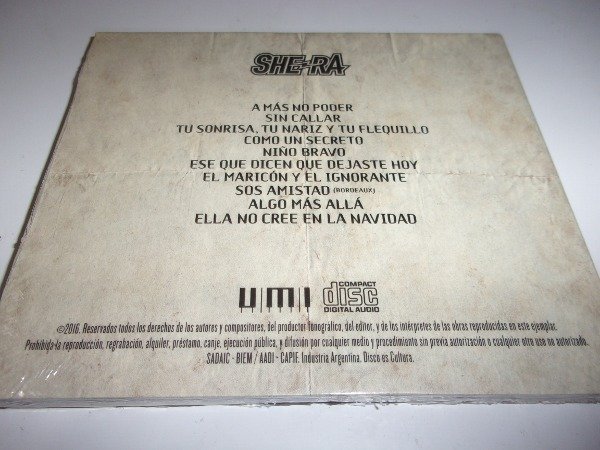 SHE-RA
A MÁS NO PODER
SIN CALLAR
TU SONRISA, TU NARIZ Y TU FLEQUILLO
COMO UN SECRETO
NIÑO BRAVO
ESE QUE DICEN QUE DEJASTE HOY
EL MARICÓN Y EL IGNORANTE
SOS AMISTAD (BORDEAUX)
ALGO MÁS ALLÁ
ELLA NO CREE EN LA NAVIDAD
UMI COMPACT disc DIGITAL AUDIO
©2016. Reservados todos los derechos de los autores y compositores, del productor fonográfico, del editor, y de los intérpretes de las obras reproducidas en este ejemplar.
Prohibida la reproducción, regrabación, alquiler, préstamo, canje, ejecución pública, y difusión por cualquier medio y procedimiento sin previa autorización o cualquier otro uso no autorizado.
SADAIC - BIEM / AADI - CAPIF. Industria Argentina. Disco es Cultura.